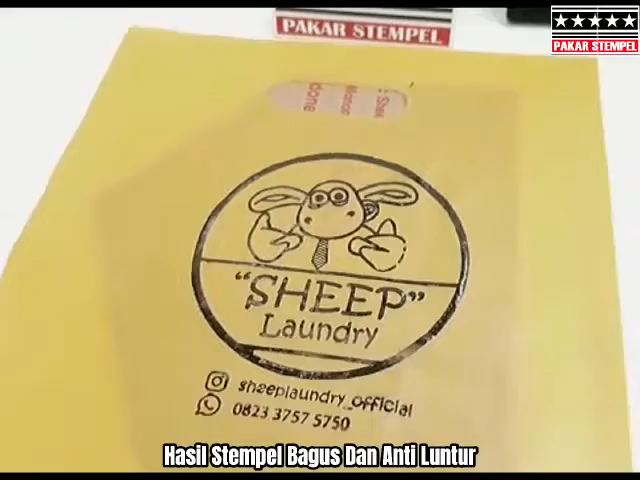 PAKAR STEMPEL
★★★★★
PAKAR STEMPEL
"SHEEP"
Laundry
sheeplaundry_official
0823 3757 5750
Hasil Stempel Bagus Dan Anti Luntur